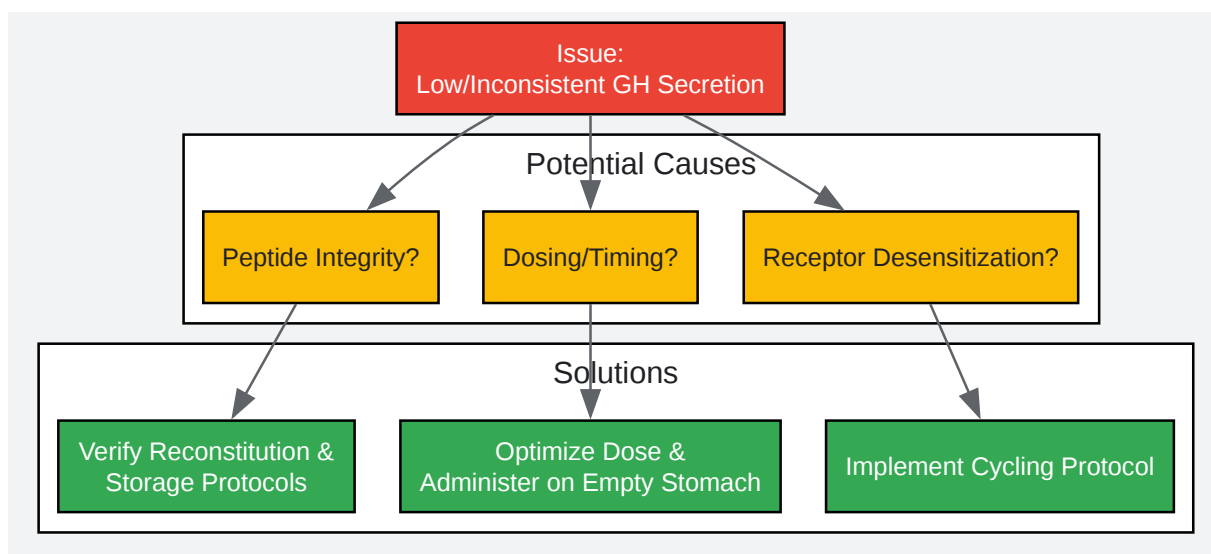 Issue:
Low/Inconsistent GH Secretion
Potential Causes
Peptide Integrity?
Dosing/Timing?
Receptor Desensitization?
Solutions
Verify Reconstitution &
Storage Protocols
Optimize Dose &
Administer on Empty Stomach
Implement Cycling Protocol